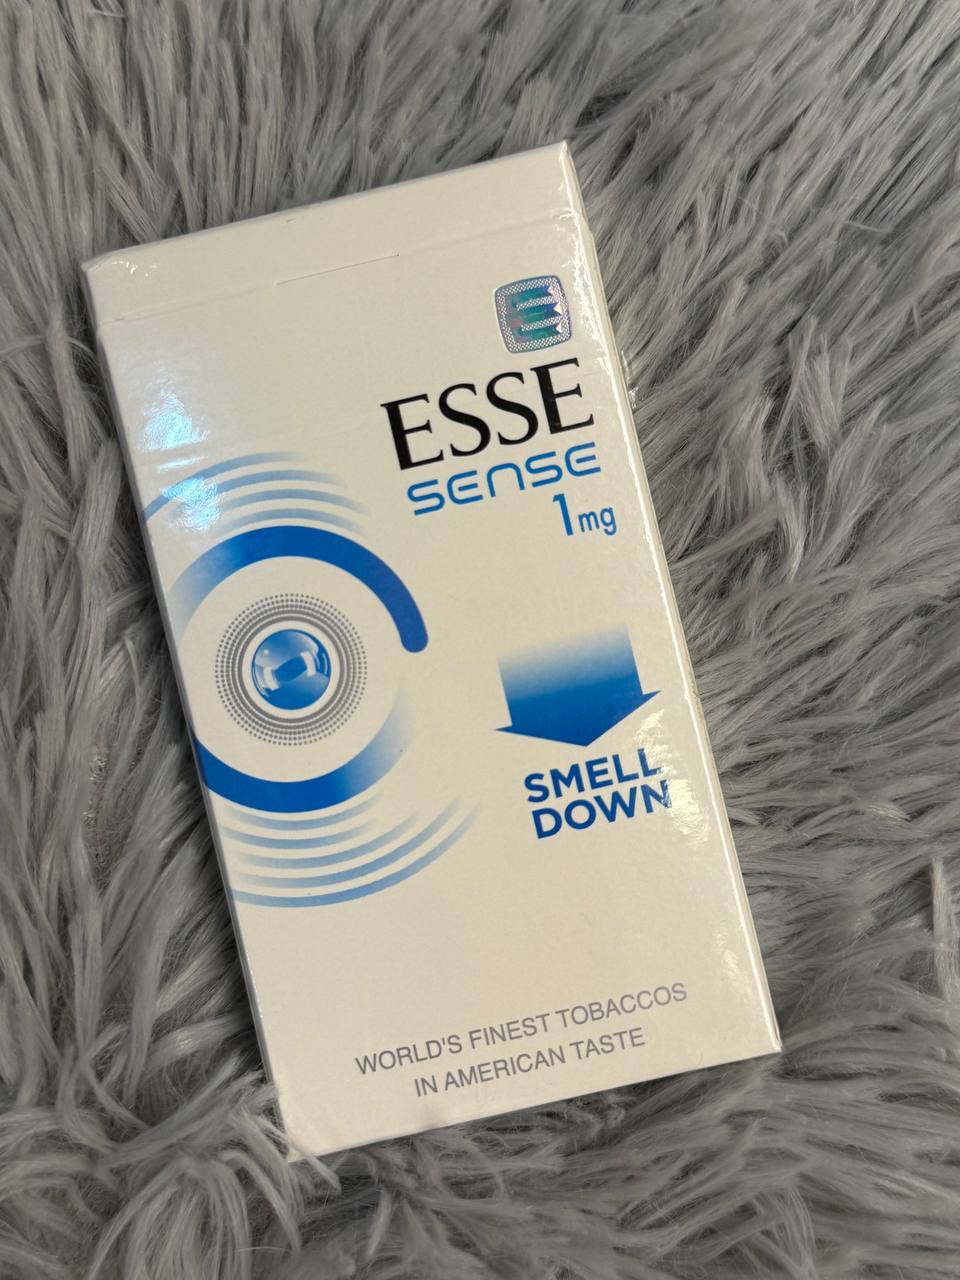 ESSE
SENSE
1mg
SMELL
DOWN
WORLD'S FINEST TOBACCOS
IN AMERICAN TASTE